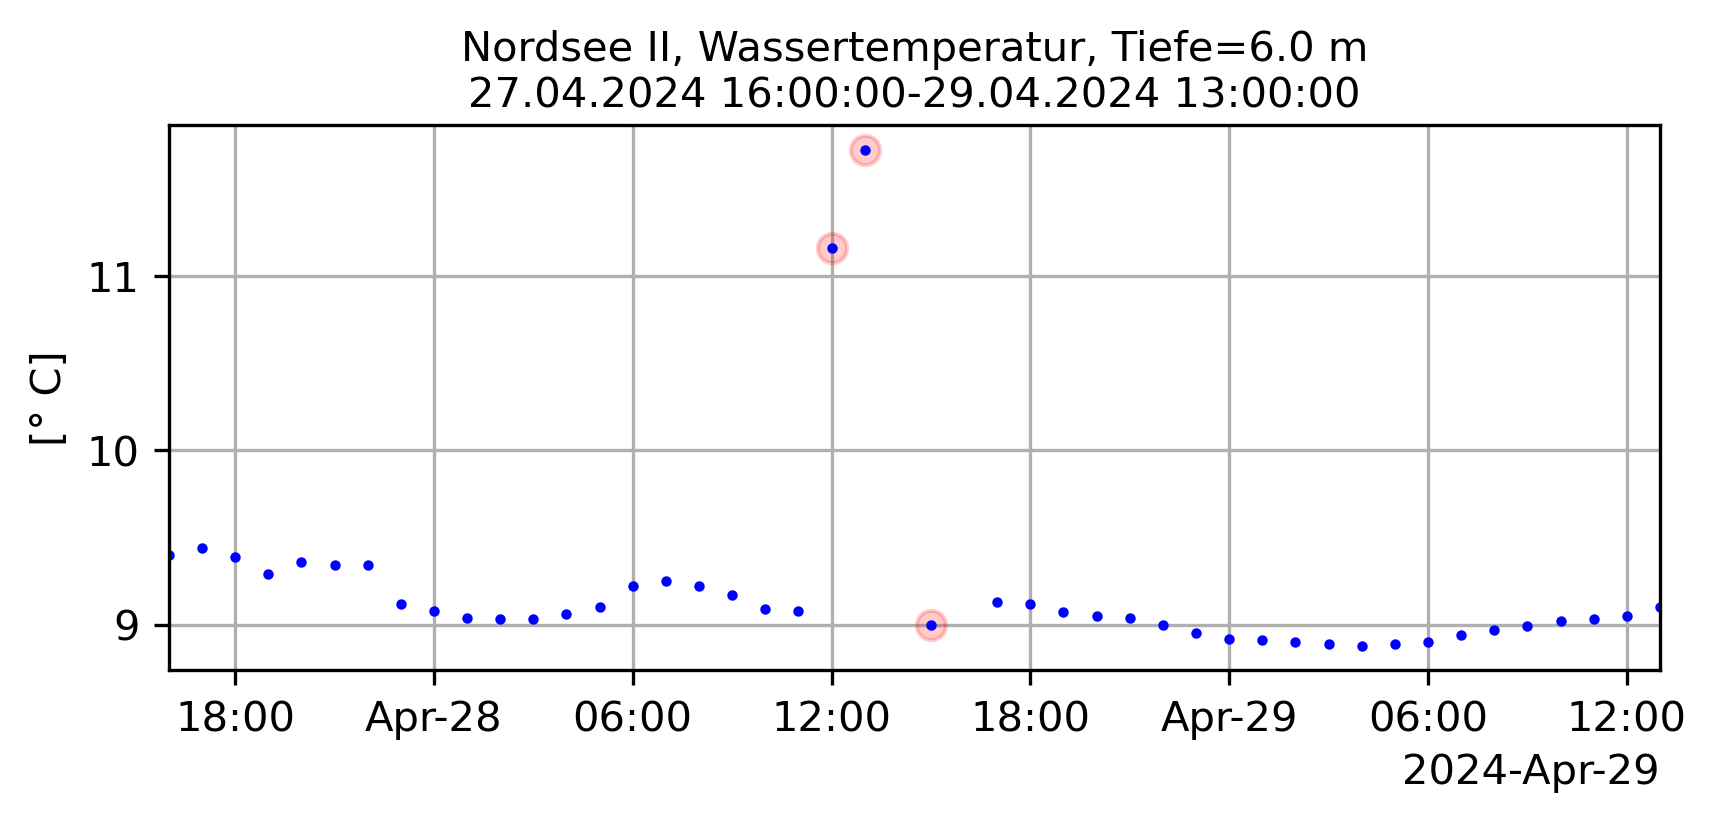 Nordsee II, Wassertemperatur, Tiefe=6.0 m
27.04.2024 16:00:00-29.04.2024 13:00:00
[° C]
11
10
9
18:00 Apr-28 06:00 12:00 18:00 Apr-29 06:00 12:00
2024-Apr-29